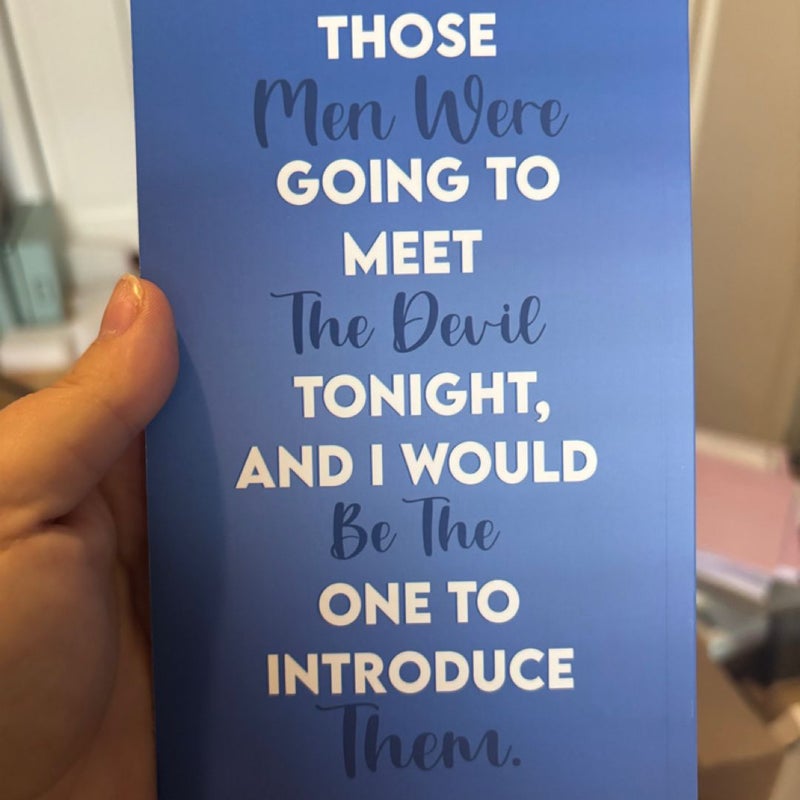 THOSE
Men Were
GOING TO
MEET
The Devil
TONIGHT,
AND I WOULD
Be The
ONE TO
INTRODUCE
Them.